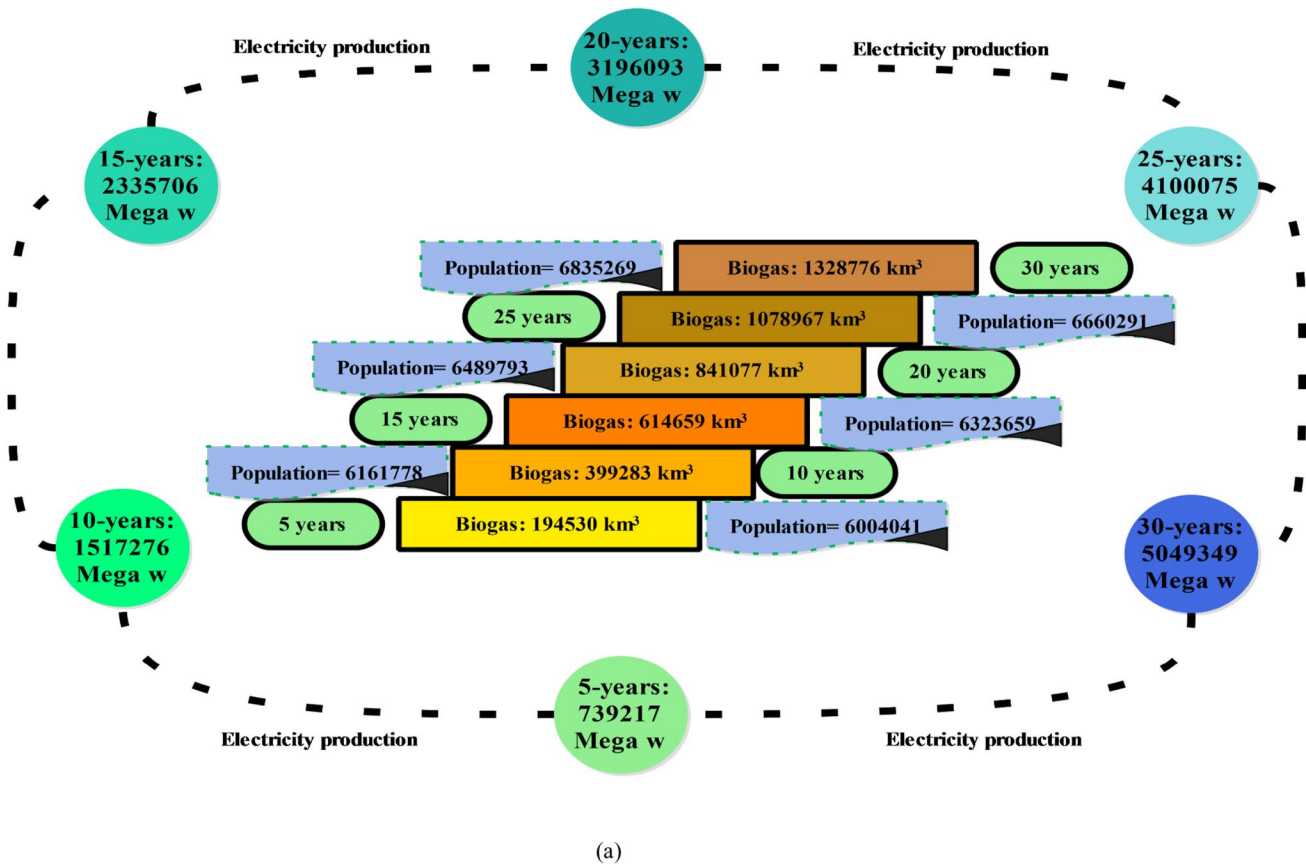 Electricity production
20-years:
3196093
Mega w
Electricity production
15-years:
2335706
Mega w
25-years:
4100075
Mega w
Population= 6835269
Biogas: 1328776 km³
30 years
25 years
Biogas: 1078967 km³
Population= 6660291
Population= 6489793
Biogas: 841077 km³
20 years
15 years
Biogas: 614659 km³
Population= 6323659
Population= 6161778
Biogas: 399283 km³
10 years
5 years
Biogas: 194530 km³
Population= 6004041
10-years:
1517276
Mega w
30-years:
5049349
Mega w
5-years:
739217
Mega w
Electricity production
Electricity production
(a)